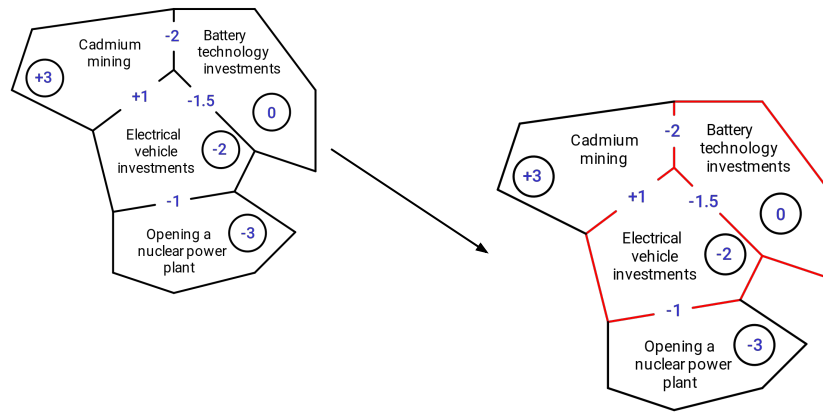 -2
Battery
technology
investments
Cadmium
mining
+3
+1
-1.5
0
Electrical
vehicle
investments
-2
-1
Opening a
nuclear power
plant
-3
-2
Battery
technology
investments
Cadmium
mining
+3
+1
-1.5
0
Electrical
vehicle
investments
-2
-1
Opening a
nuclear power
plant
-3